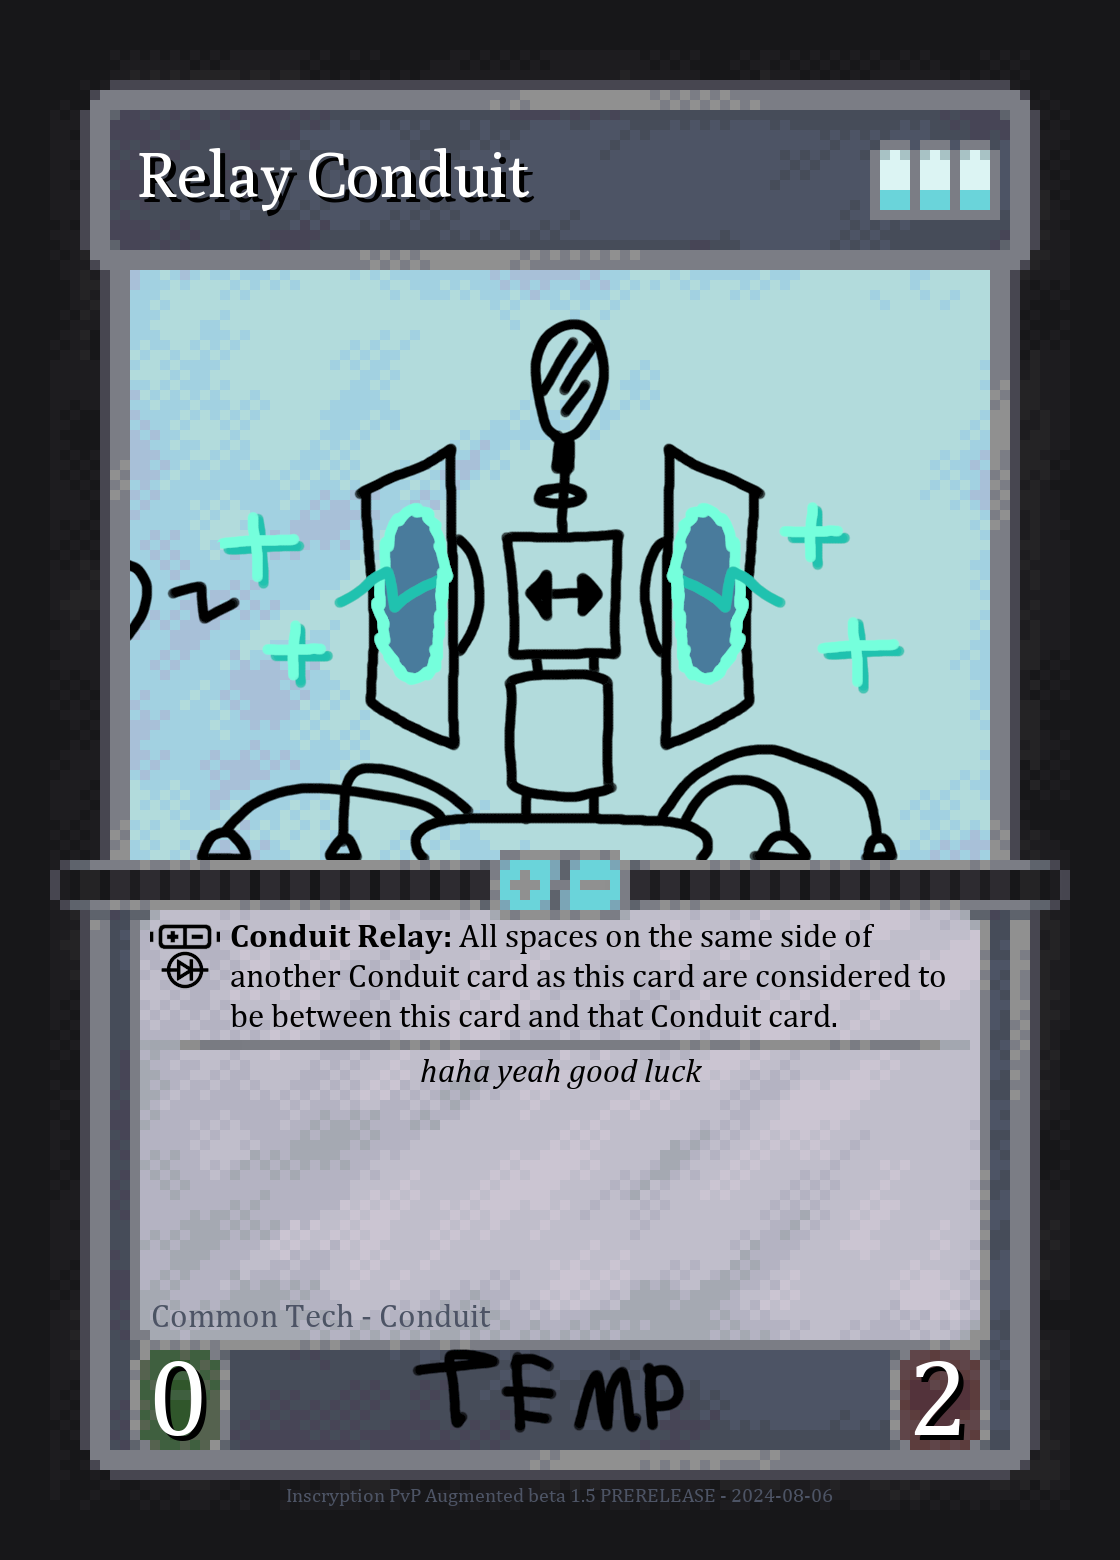 Relay Conduit
Conduit Relay: All spaces on the same side of
another Conduit card as this card are considered to
be between this card and that Conduit card.
haha yeah good luck
Common Tech - Conduit
0
TEMP
2
Inscryption PvP Augmented beta 1.5 PRERELEASE - 2024-08-06